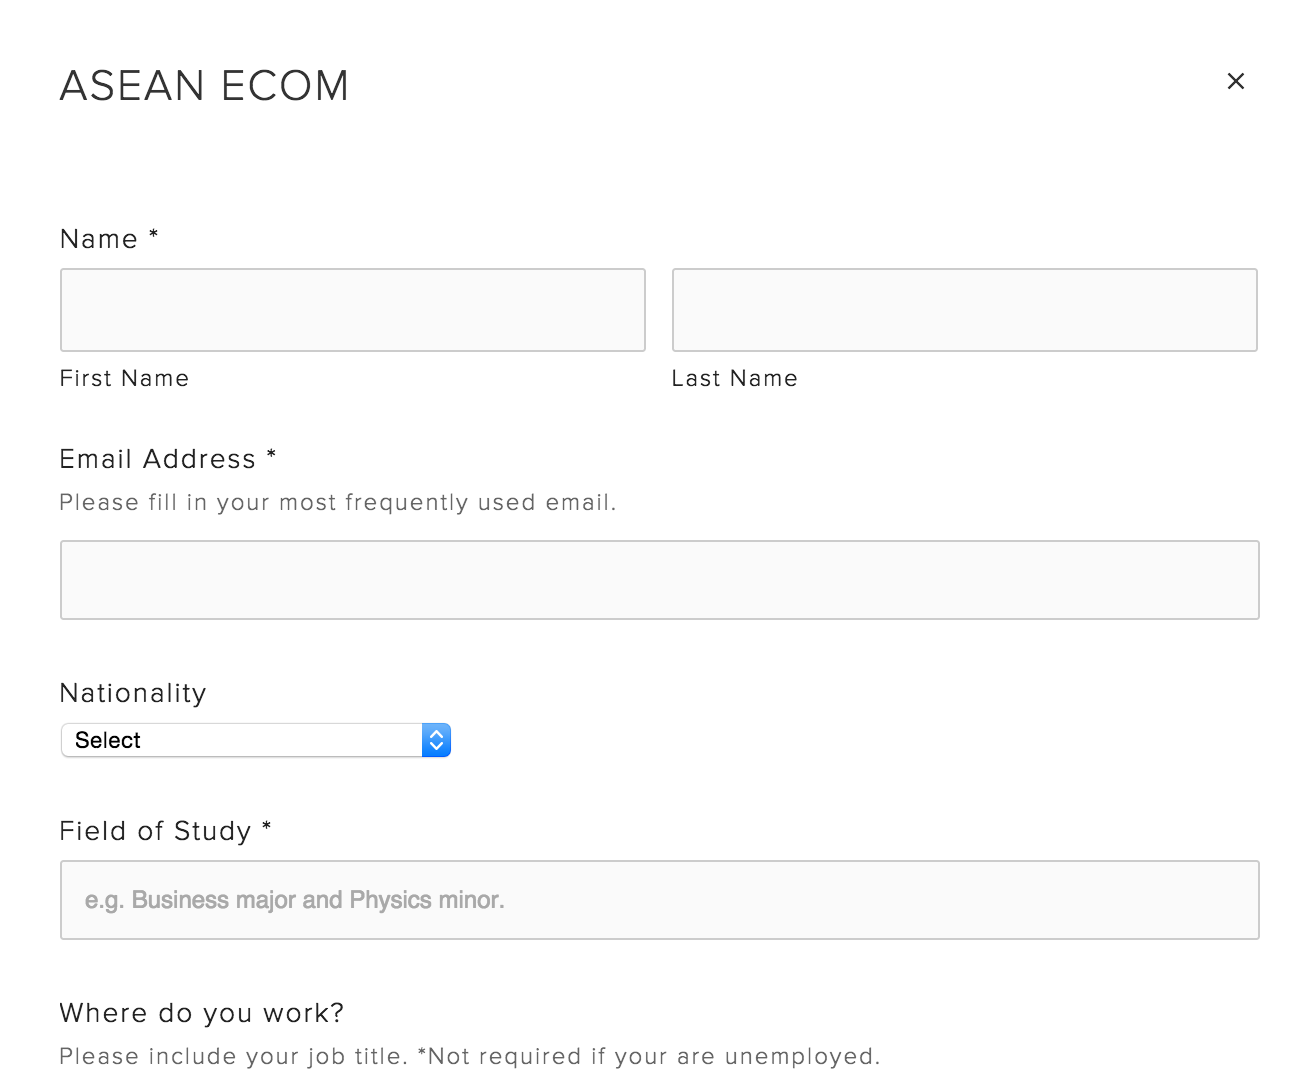 ASEAN ECOM
Name *
First Name
Last Name
Email Address *
Please fill in your most frequently used email.
Nationality
Select
Field of Study *
e.g. Business major and Physics minor.
Where do you work?
Please include your job title. *Not required if your are unemployed.